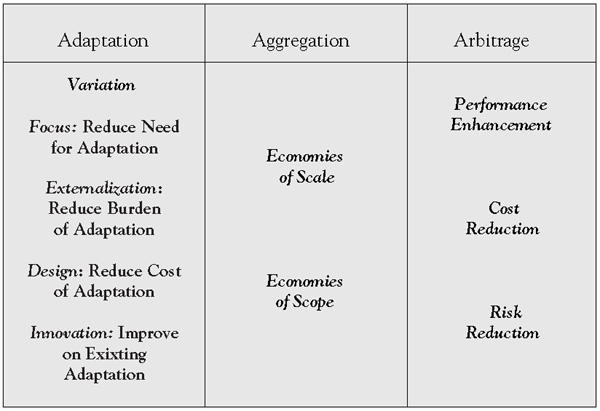 Adaptation
Variation
Focus: Reduce Need
for Adaptation
Externalization:
Reduce Burden
of Adaptation
Design: Reduce Cost
of Adaptation
Innovation: Improve
on Exixting
Adaptation
Aggregation
Economies
of Scale
Economies
of Scope
Arbitrage
Performance
Enhancement
Cost
Reduction
Risk
Reduction